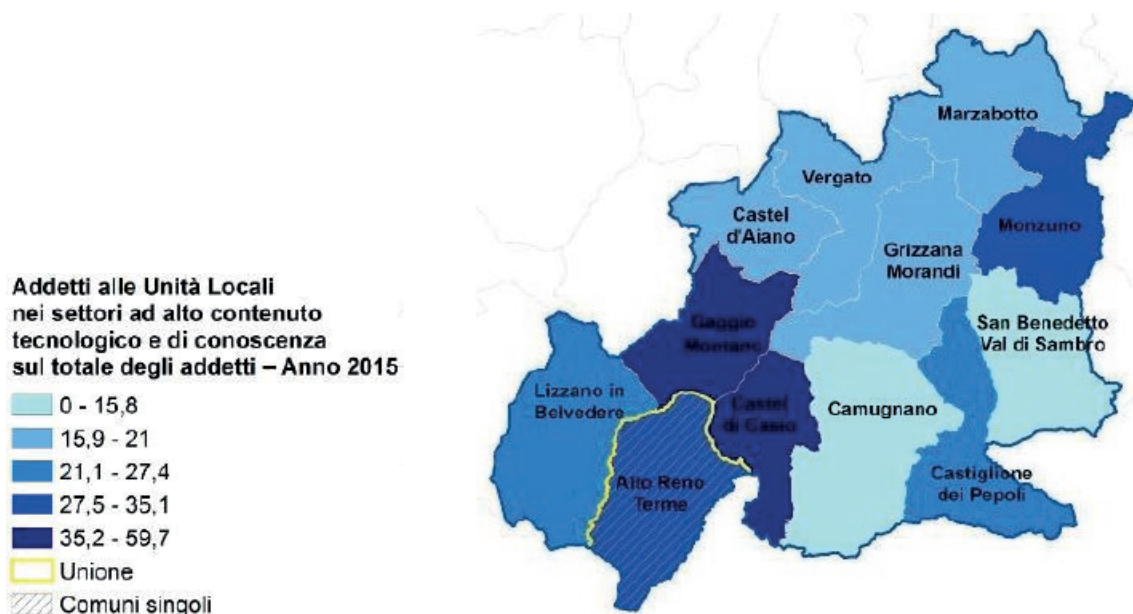 Addetti alle Unità Locali
nei settori ad alto contenuto
tecnologico e di conoscenza
sul totale degli addetti – Anno 2015
0 - 15,8
15,9 - 21
21,1 - 27,4
27,5 - 35,1
35,2 - 59,7
Unione
Comuni singoli
Marzabotto
Vergato
Monzuno
Castel
d'Aiano
Grizzana
Morandi
Gaggio
Montano
San Benedetto
Val di Sambro
Lizzano in
Belvedere
Castel
di Casio
Camugnano
Alto Reno
Terme
Castiglione
dei Pepoli